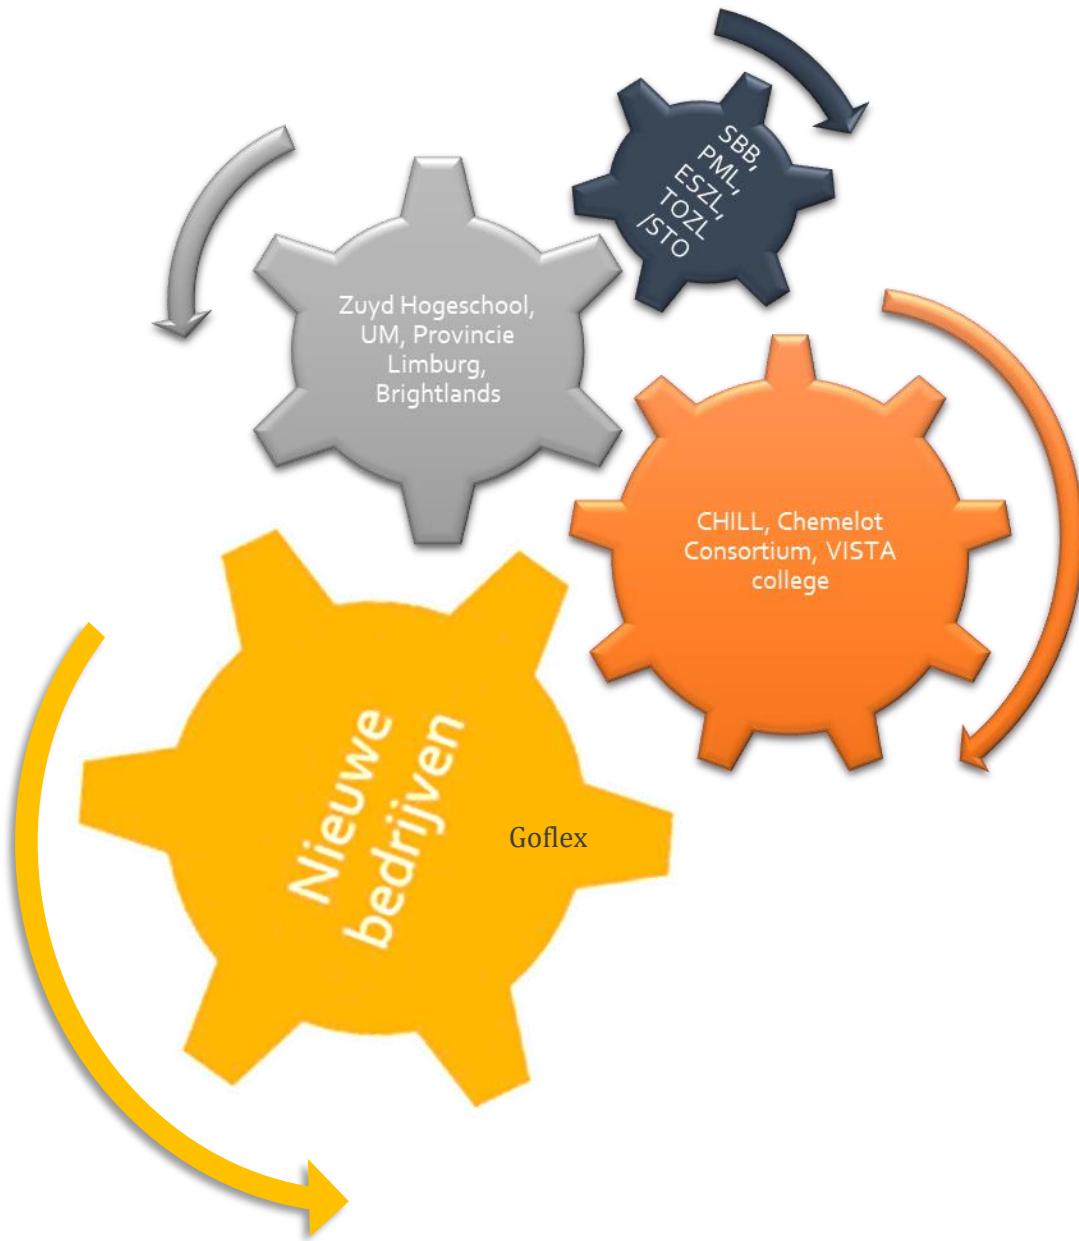 SBB,
PML,
ESZL,
TOZL
/STO
Zuyd Hogeschool,
UM, Provincie
Limburg,
Brightlands
CHILL, Chemelot
Consortium, VISTA
college
Nieuwe
bedrijven
Goflex